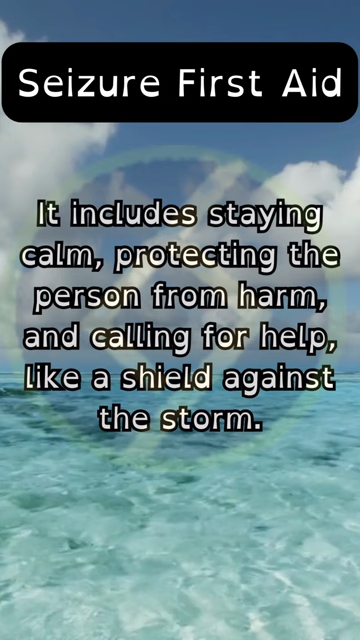 Seizure First Aid
It includes staying
calm, protecting the
person from harm,
and calling for help,
like a shield against
the storm.